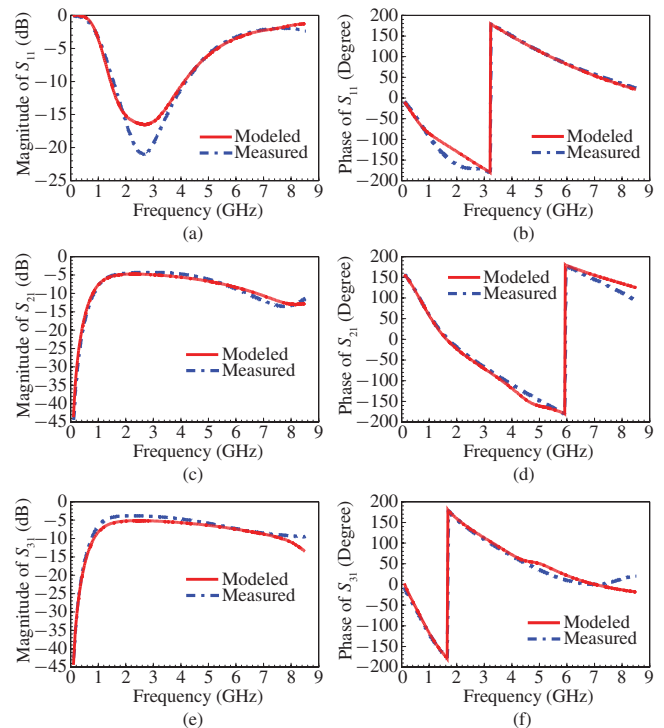 Magnitude of S11 (dB)
0
−5
−10
−15
−20
−25
Modeled
Measured
0 1 2 3 4 5 6 7 8 9
Frequency (GHz)
(a)
Phase of S11 (Degree)
200
150
100
50
0
−50
−100
−150
−200
Modeled
Measured
0 1 2 3 4 5 6 7 8 9
Frequency (GHz)
(b)
Magnitude of S21 (dB)
0
−5
−10
−15
−20
−25
−30
−35
−40
−45
Modeled
Measured
0 1 2 3 4 5 6 7 8 9
Frequency (GHz)
(c)
Phase of S21 (Degree)
200
150
100
50
0
−50
−100
−150
−200
Modeled
Measured
0 1 2 3 4 5 6 7 8 9
Frequency (GHz)
(d)
Magnitude of S31 (dB)
0
−5
−10
−15
−20
−25
−30
−35
−40
−45
Modeled
Measured
0 1 2 3 4 5 6 7 8 9
Frequency (GHz)
(e)
Phase of S31 (Degree)
200
150
100
50
0
−50
−100
−150
−200
Modeled
Measured
0 1 2 3 4 5 6 7 8 9
Frequency (GHz)
(f)